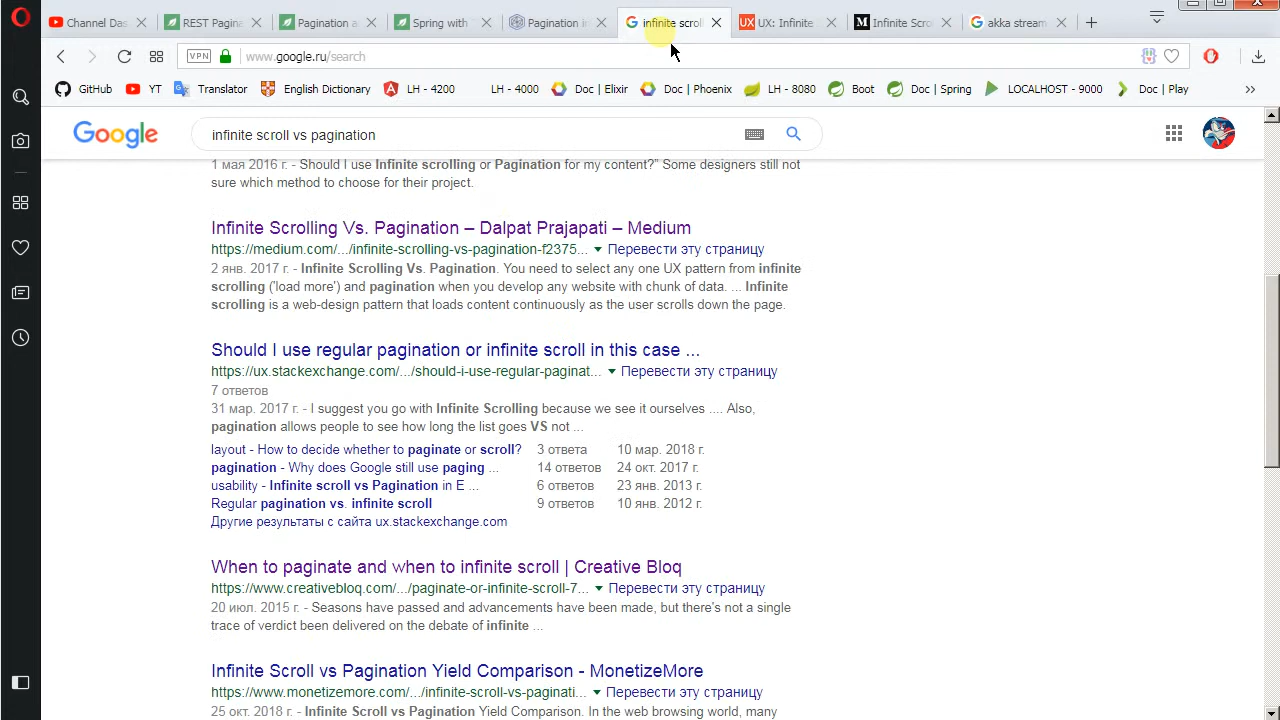 Channel Das
REST Pagina
Pagination a
Spring with
Pagination in
infinite scroll
UX: Infinite
Infinite Scro
akka stream
VPN
www.google.ru/search
GitHub
YT
Translator
English Dictionary
LH - 4200
LH - 4000
Doc | Elixir
Doc | Phoenix
LH - 8080
Boot
Doc | Spring
LOCALHOST - 9000
Doc | Play
Google
infinite scroll vs pagination
1 мая 2016 г. - Should I use Infinite scrolling or Pagination for my content?" Some designers still not
sure which method to choose for their project.
Infinite Scrolling Vs. Pagination – Dalpat Prajapati – Medium
https://medium.com/.../infinite-scrolling-vs-pagination-f2375... Перевести эту страницу
2 янв. 2017 г. - Infinite Scrolling Vs. Pagination. You need to select any one UX pattern from infinite
scrolling ('load more') and pagination when you develop any website with chunk of data. ... Infinite
scrolling is a web-design pattern that loads content continuously as the user scrolls down the page.
Should I use regular pagination or infinite scroll in this case ...
https://ux.stackexchange.com/.../should-i-use-regular-paginat... Перевести эту страницу
7 ответов
31 мар. 2017 г. - I suggest you go with Infinite Scrolling because we see it ourselves .... Also,
pagination allows people to see how long the list goes VS not ...
layout - How to decide whether to paginate or scroll? 3 ответа 10 мар. 2018 г.
pagination - Why does Google still use paging ... 14 ответов 24 окт. 2017 г.
usability - Infinite scroll vs Pagination in E ... 6 ответов 23 янв. 2013 г.
Regular pagination vs. infinite scroll 9 ответов 10 янв. 2012 г.
Другие результаты с сайта ux.stackexchange.com
When to paginate and when to infinite scroll | Creative Bloq
https://www.creativebloq.com/.../paginate-or-infinite-scroll-7... Перевести эту страницу
20 июл. 2015 г. - Seasons have passed and advancements have been made, but there's not a single
trace of verdict been delivered on the debate of infinite ...
Infinite Scroll vs Pagination Yield Comparison - MonetizeMore
https://www.monetizemore.com/.../infinite-scroll-vs-paginati... Перевести эту страницу
25 окт. 2018 г. - Infinite Scroll vs Pagination Yield Comparison. In the web browsing world, many